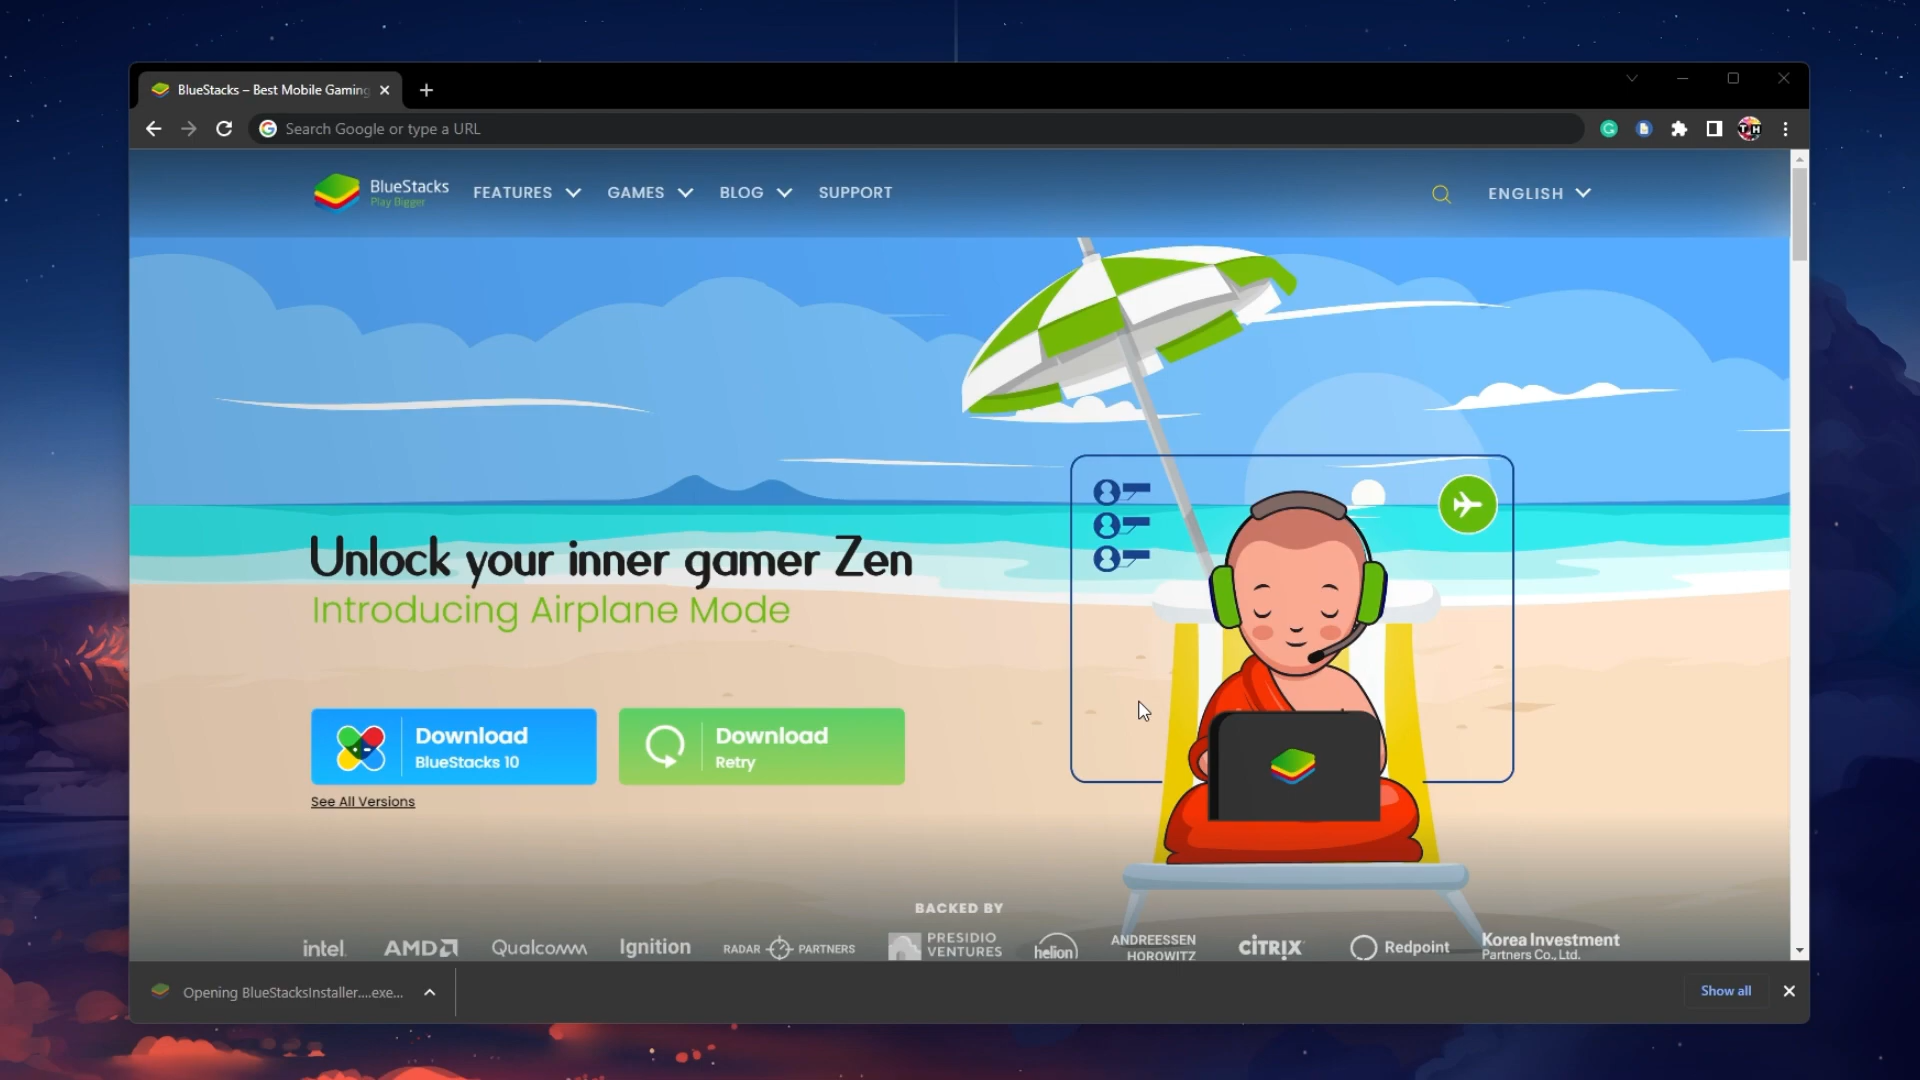 BlueStacks – Best Mobile Gaming
Search Google or type a URL
BlueStacks
Play Bigger
FEATURES
GAMES
BLOG
SUPPORT
ENGLISH
Unlock your inner gamer Zen
Introducing Airplane Mode
Download
BlueStacks 10
Download
Retry
See All Versions
BACKED BY
intel.
AMD
Qualcomm
Ignition
RADAR PARTNERS
PRESIDIO
VENTURES
helion
ANDREESSEN
HOROWITZ
CİTRIX
Redpoint
Korea Investment
Partners Co., Ltd.
Opening BlueStacksInstaller....exe...
Show all